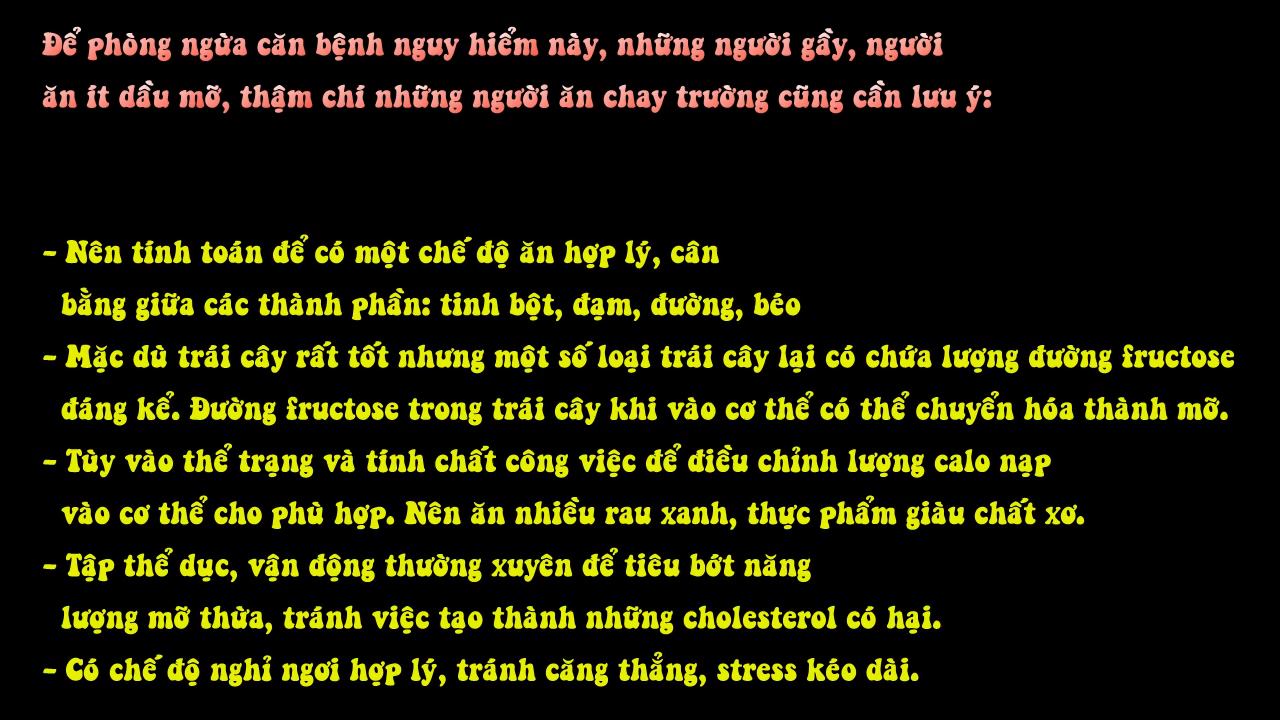 Để phòng ngừa căn bệnh nguy hiểm này, những người gầy, người
ăn ít dầu mỡ, thậm chí những người ăn chay trường cũng cần lưu ý:
- Nên tính toán để có một chế độ ăn hợp lý, cân
bằng giữa các thành phần: tinh bột, đạm, đường, béo
- Mặc dù trái cây rất tốt nhưng một số loại trái cây lại có chứa lượng đường fructose
đáng kể. Đường fructose trong trái cây khi vào cơ thể có thể chuyển hóa thành mỡ.
- Tùy vào thể trạng và tính chất công việc để điều chỉnh lượng calo nạp
vào cơ thể cho phù hợp. Nên ăn nhiều rau xanh, thực phẩm giàu chất xơ.
- Tập thể dục, vận động thường xuyên để tiêu bớt năng
lượng mỡ thừa, tránh việc tạo thành những cholesterol có hại.
- Có chế độ nghỉ ngơi hợp lý, tránh căng thẳng, stress kéo dài.